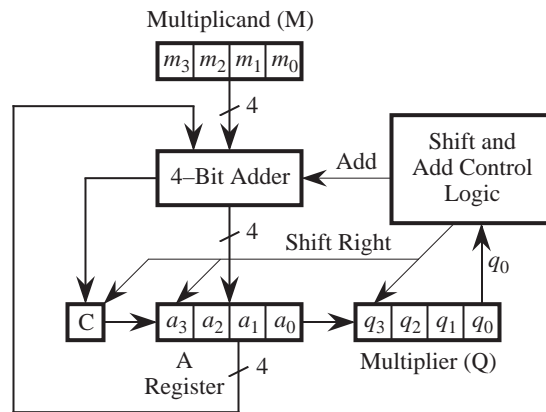 Multiplicand (M)
m3 m2 m1 m0
4
4–Bit Adder
Add
Shift and
Add Control
Logic
4
Shift Right
q0
C
a3 a2 a1 a0
q3 q2 q1 q0
A
Register
4
Multiplier (Q)